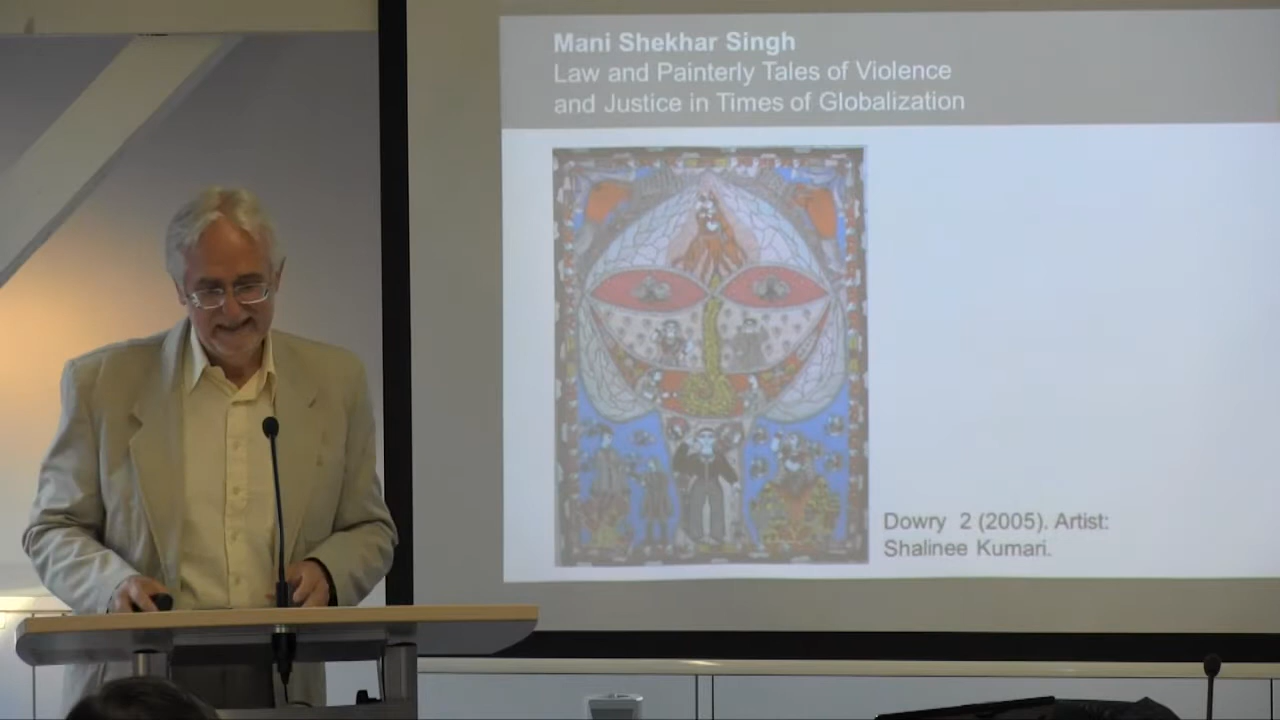 Mani Shekhar Singh
Law and Painterly Tales of Violence
and Justice in Times of Globalization
Dowry 2 (2005). Artist:
Shalinee Kumari.